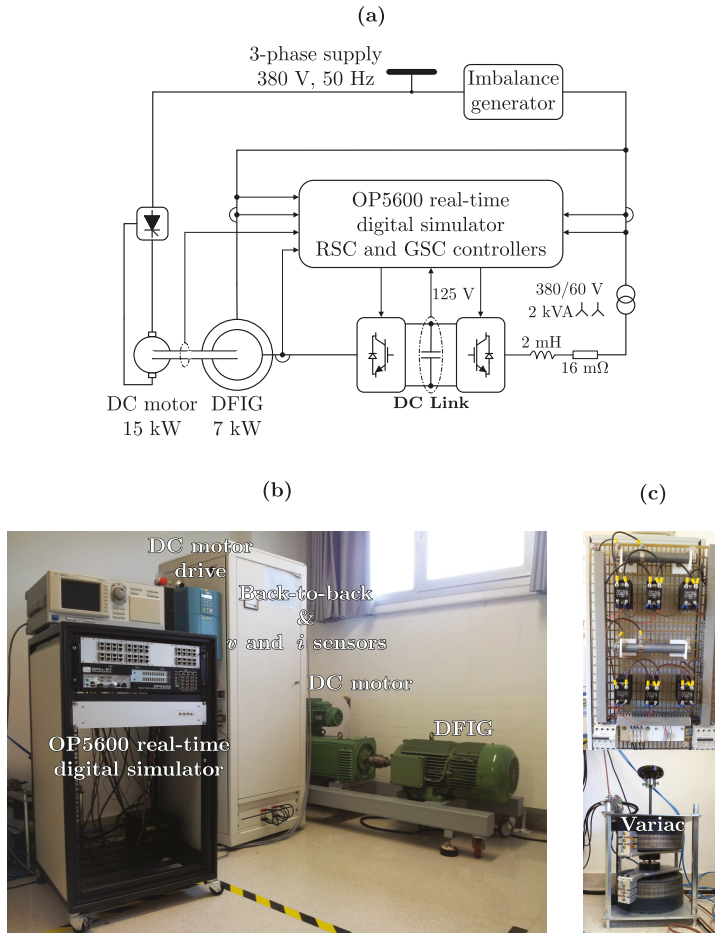 (a)
3-phase supply
380 V, 50 Hz
Imbalance
generator
OP5600 real-time
digital simulator
RSC and GSC controllers
125 V
380/60 V
2 kVA
2 mH
16 mΩ
DC Link
DC motor
15 kW
DFIG
7 kW
(b)
(c)
DC motor
drive
Back-to-back
&
v and i sensors
DC motor
DFIG
OP5600 real-time
digital simulator
Variac